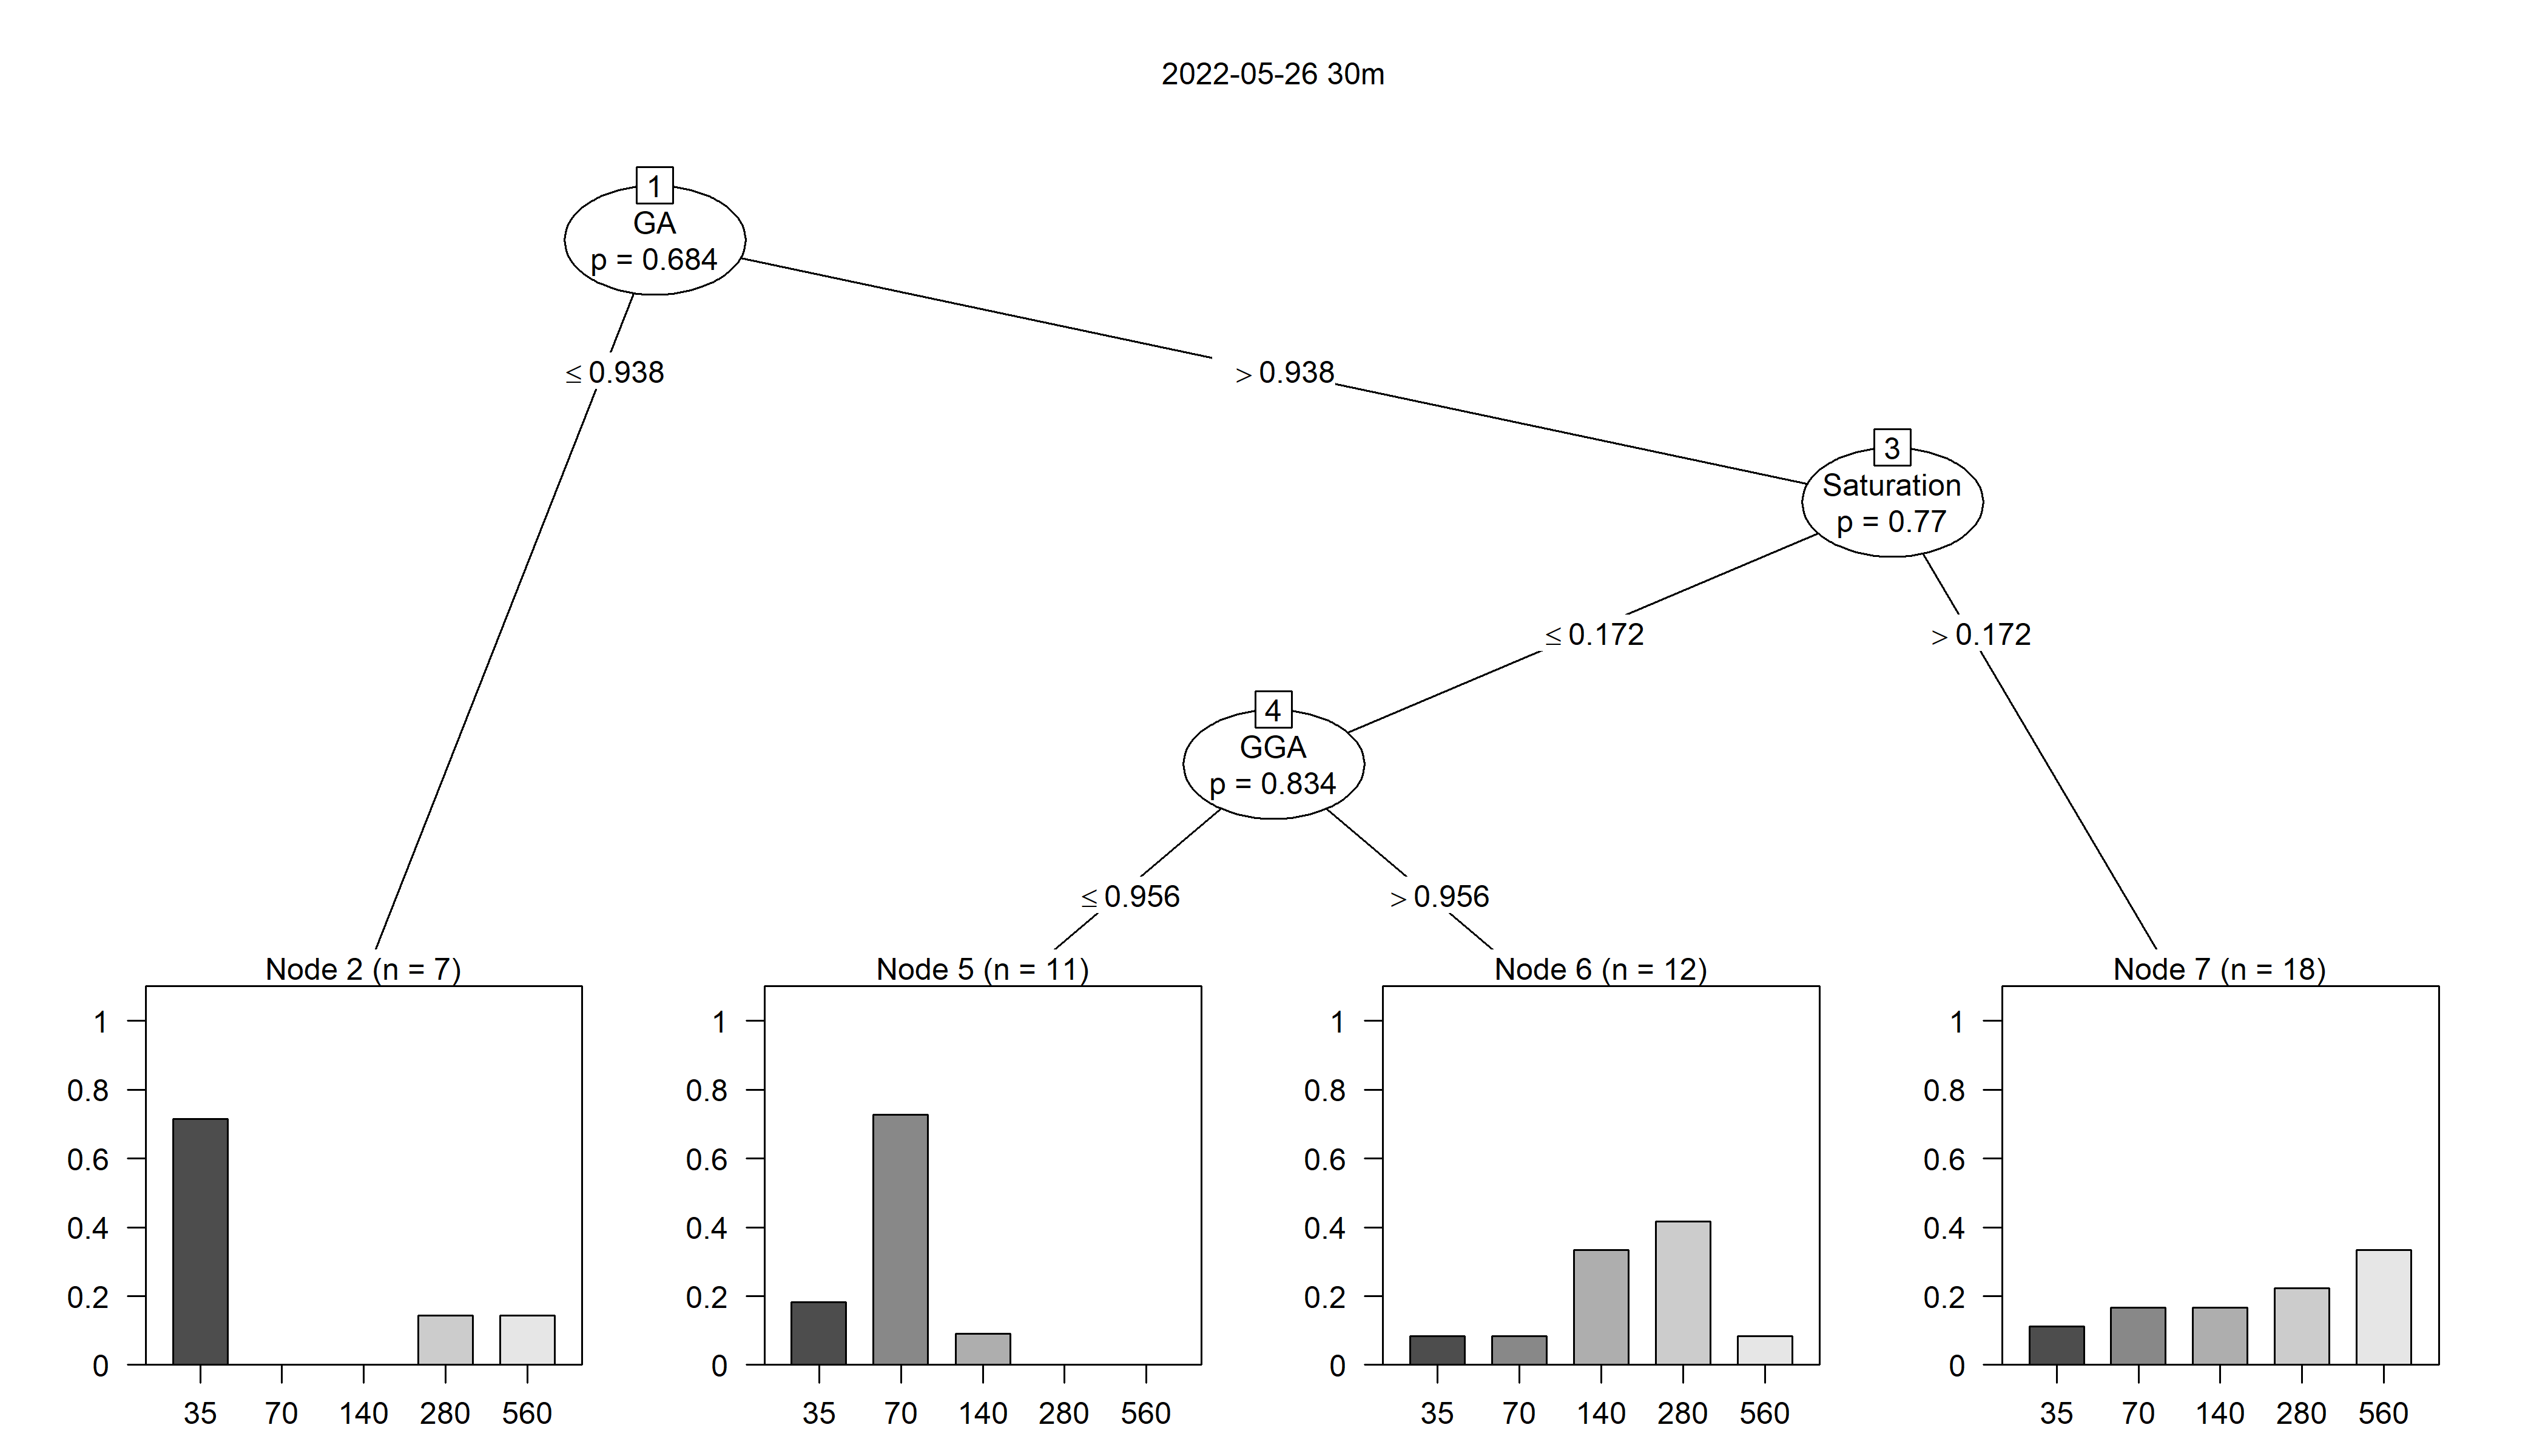 2022-05-26 30m
1
GA
p = 0.684
≤ 0.938
> 0.938
3
Saturation
p = 0.77
≤ 0.172
> 0.172
4
GGA
p = 0.834
≤ 0.956
> 0.956
Node 2 (n = 7)
1
0.8
0.6
0.4
0.2
0
35 70 140 280 560
Node 5 (n = 11)
1
0.8
0.6
0.4
0.2
0
35 70 140 280 560
Node 6 (n = 12)
1
0.8
0.6
0.4
0.2
0
35 70 140 280 560
Node 7 (n = 18)
1
0.8
0.6
0.4
0.2
0
35 70 140 280 560